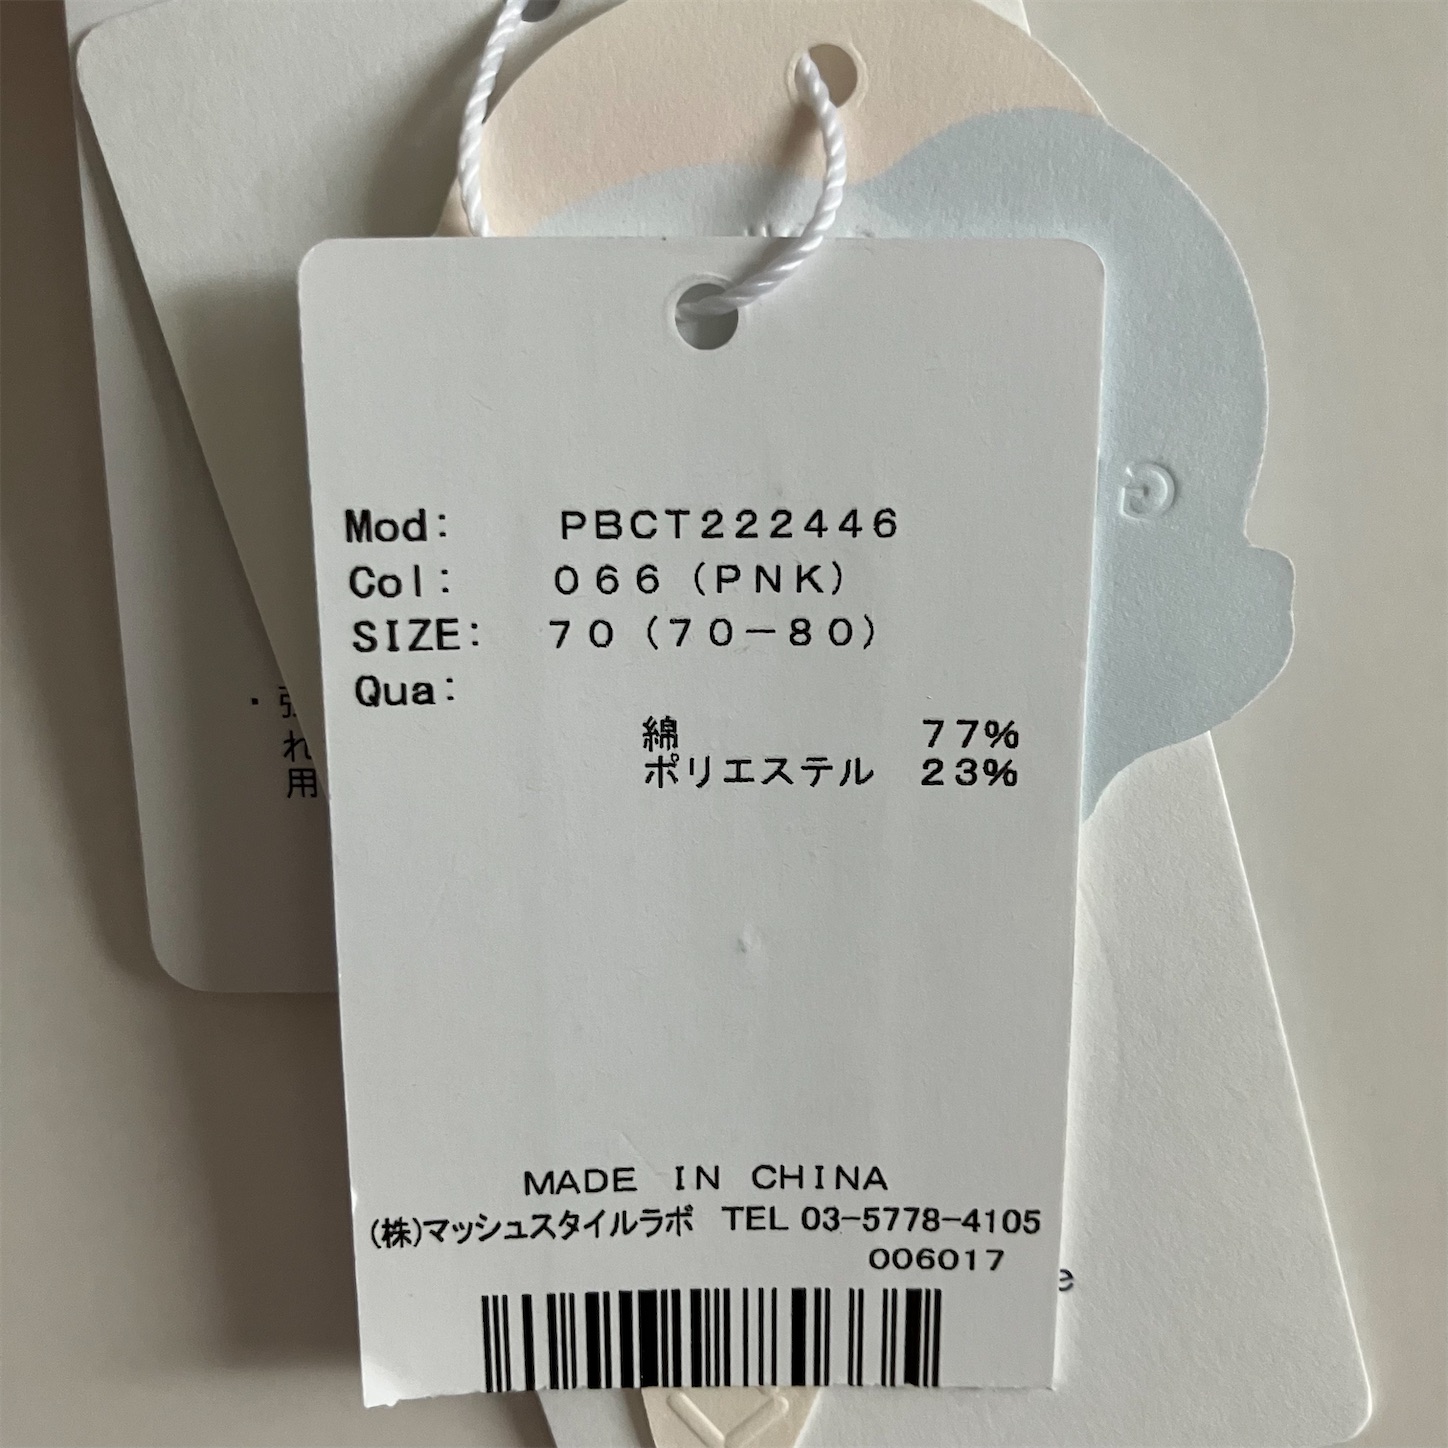 Mod: PBCT222446
Col: 066(PNK)
SIZE: 70(70-80)
Qua:
綿 77%
ポリエステル 23%
MADE IN CHINA
(株)マッシュスタイルラボ TEL 03-5778-4105
006017
れ
用
e
G